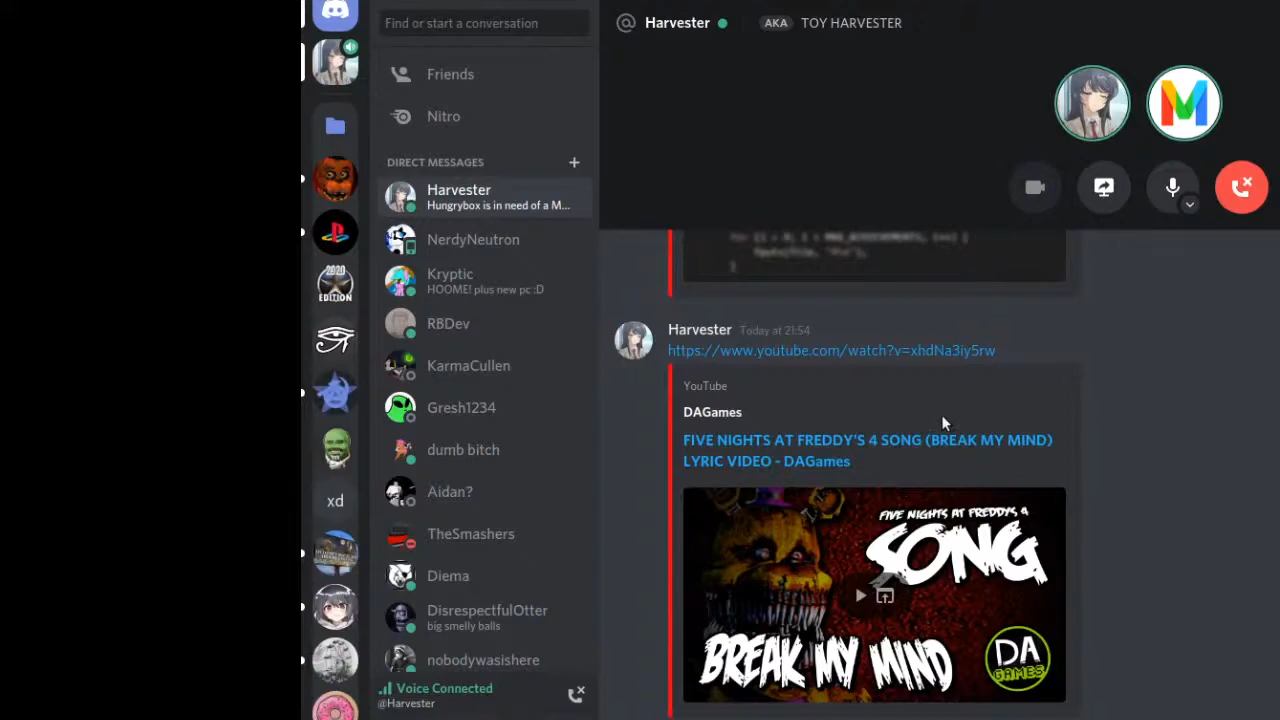 Find or start a conversation
Friends
Nitro
DIRECT MESSAGES
Harvester
Hungrybox is in need of a M...
NerdyNeutron
Kryptic
HOOME! plus new pc :D
RBDev
KarmaCullen
Gresh1234
dumb bitch
Aidan?
TheSmashers
Diema
DisrespectfulOtter
big smelly balls
nobodywasishere
Voice Connected
@Harvester
2020
EDITION
xd
Harvester
AKA TOY HARVESTER
Harvester Today at 21:54
https://www.youtube.com/watch?v=xhdNa3iy5rw
YouTube
DAGames
FIVE NIGHTS AT FREDDY'S 4 SONG (BREAK MY MIND)
LYRIC VIDEO - DAGames
FIVE NIGHTS AT FREDDYS 4
SONG
BREAK MY MIND
DA
GAMES